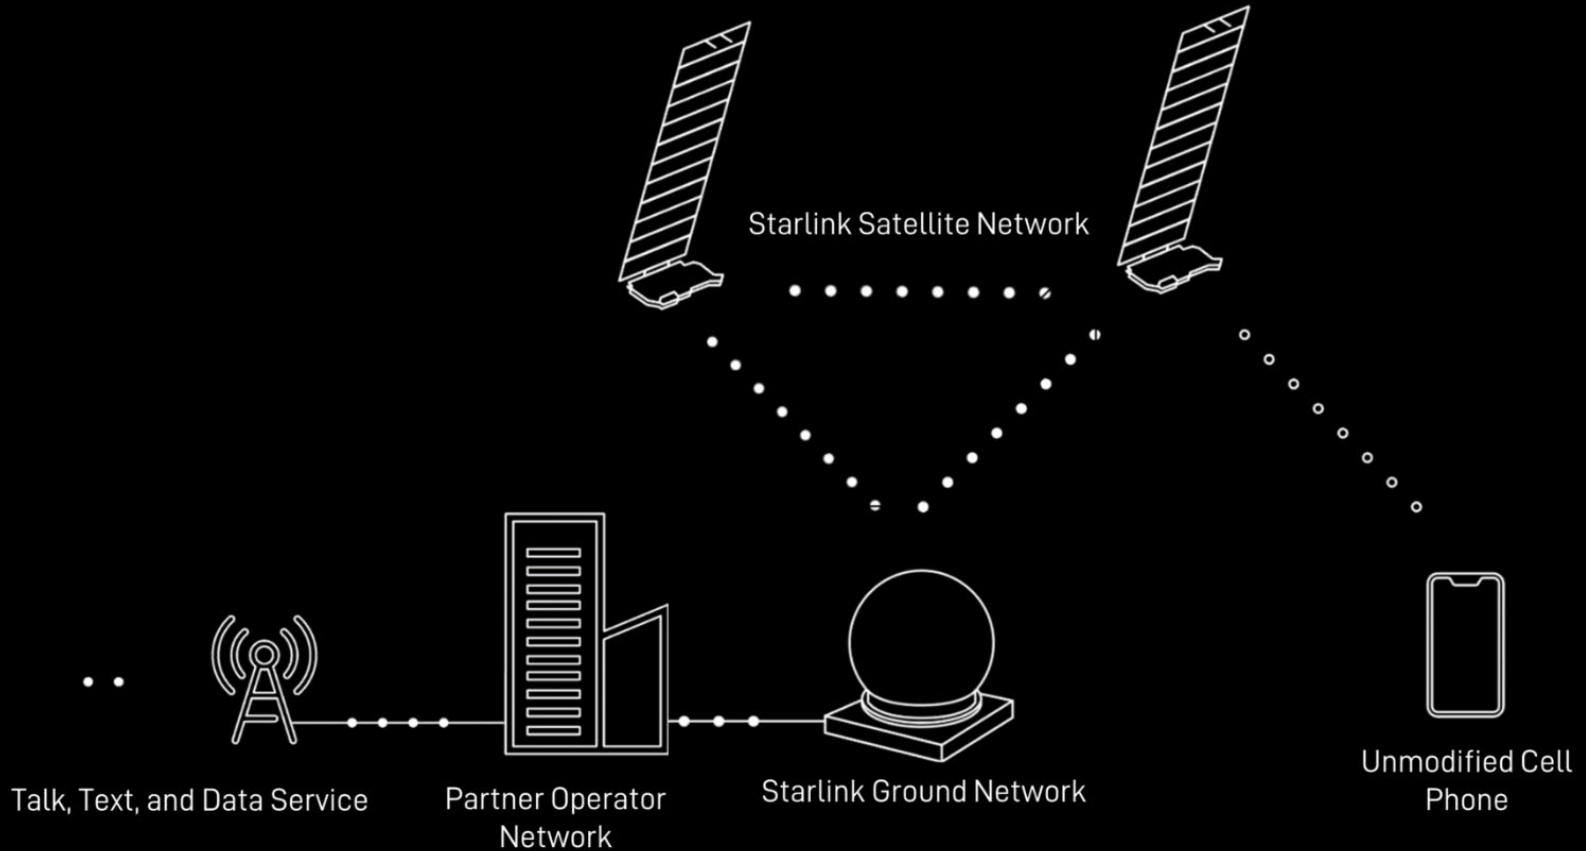 Starlink Satellite Network
Talk, Text, and Data Service
Partner Operator
Network
Starlink Ground Network
Unmodified Cell
Phone